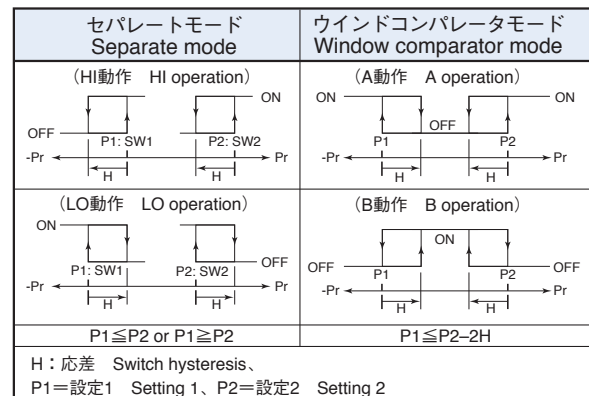 セパレートモード
Separate mode
ウインドコンパレータモード
Window comparator mode
（HI動作　HI operation）
ON
OFF
P1: SW1
P2: SW2
-Pr
Pr
H
H
（A動作　A operation）
ON
ON
OFF
P1
P2
-Pr
Pr
H
H
（LO動作　LO operation）
ON
OFF
P1: SW1
P2: SW2
-Pr
Pr
H
H
（B動作　B operation）
ON
OFF
OFF
P1
P2
-Pr
Pr
H
H
P1≦P2 or P1≧P2
P1≦P2–2H
H：応差　Switch hysteresis、
P1＝設定1　Setting 1、P2＝設定2　Setting 2